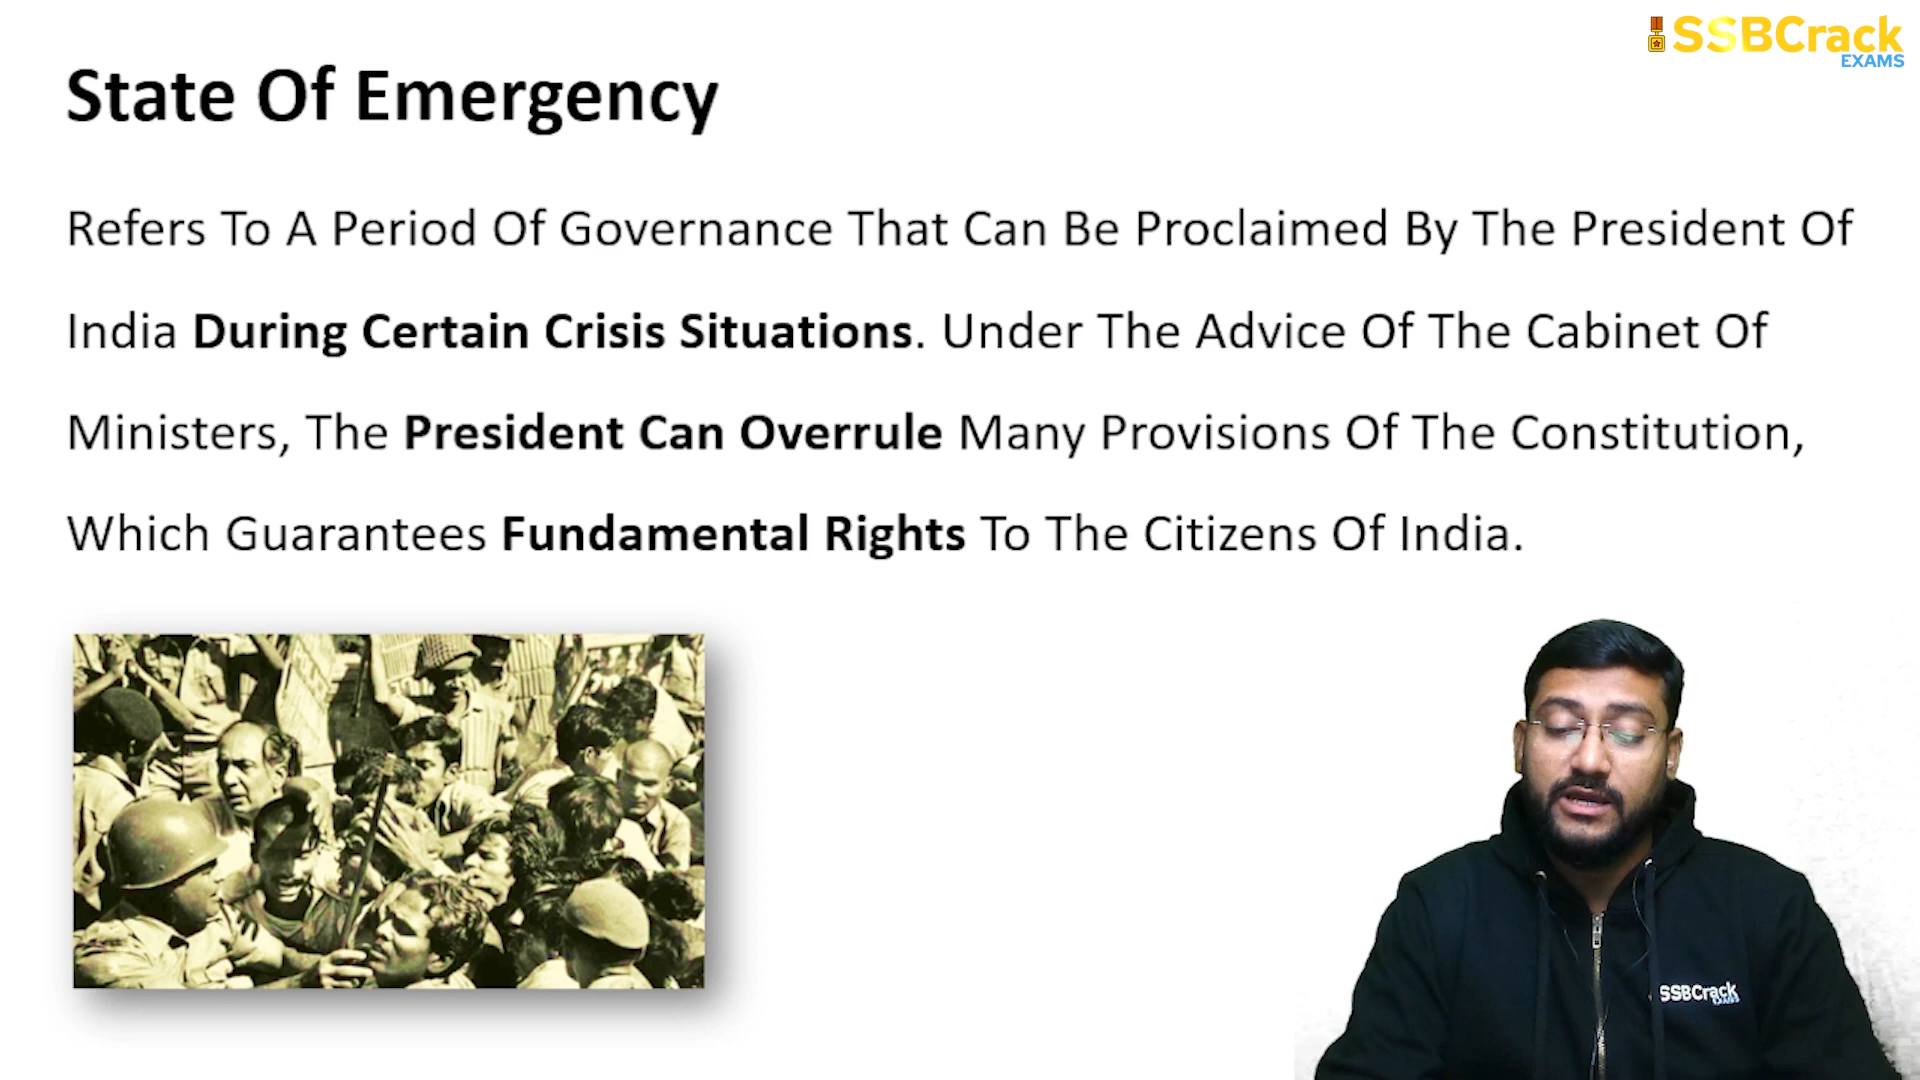 SSBCrack
EXAMS
State Of Emergency
Refers To A Period Of Governance That Can Be Proclaimed By The President Of
India During Certain Crisis Situations. Under The Advice Of The Cabinet Of
Ministers, The President Can Overrule Many Provisions Of The Constitution,
Which Guarantees Fundamental Rights To The Citizens Of India.
SSBCrack
EXAMS